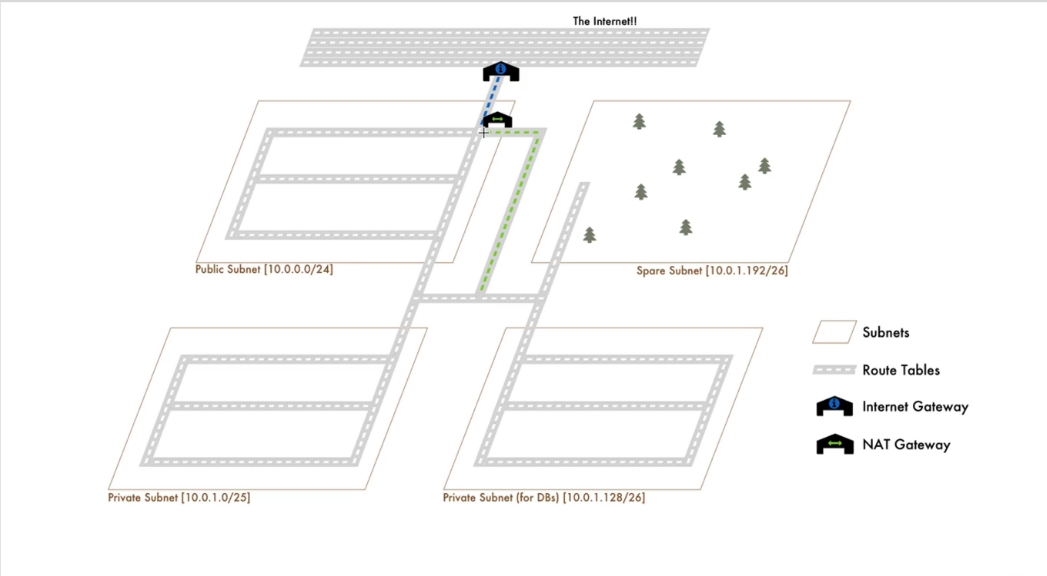 The Internet!!
Public Subnet [10.0.0.0/24]
Spare Subnet [10.0.1.192/26]
Subnets
Route Tables
Internet Gateway
NAT Gateway
Private Subnet [10.0.1.0/25]
Private Subnet (for DBs) [10.0.1.128/26]